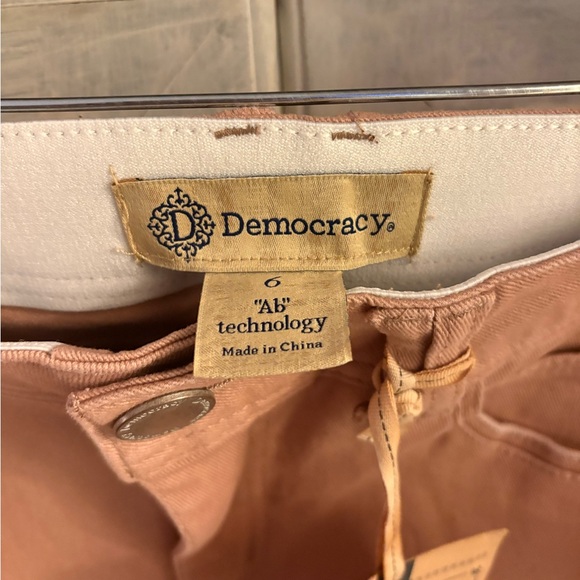 D Democracy®
6
"Ab"
technology
Made in China